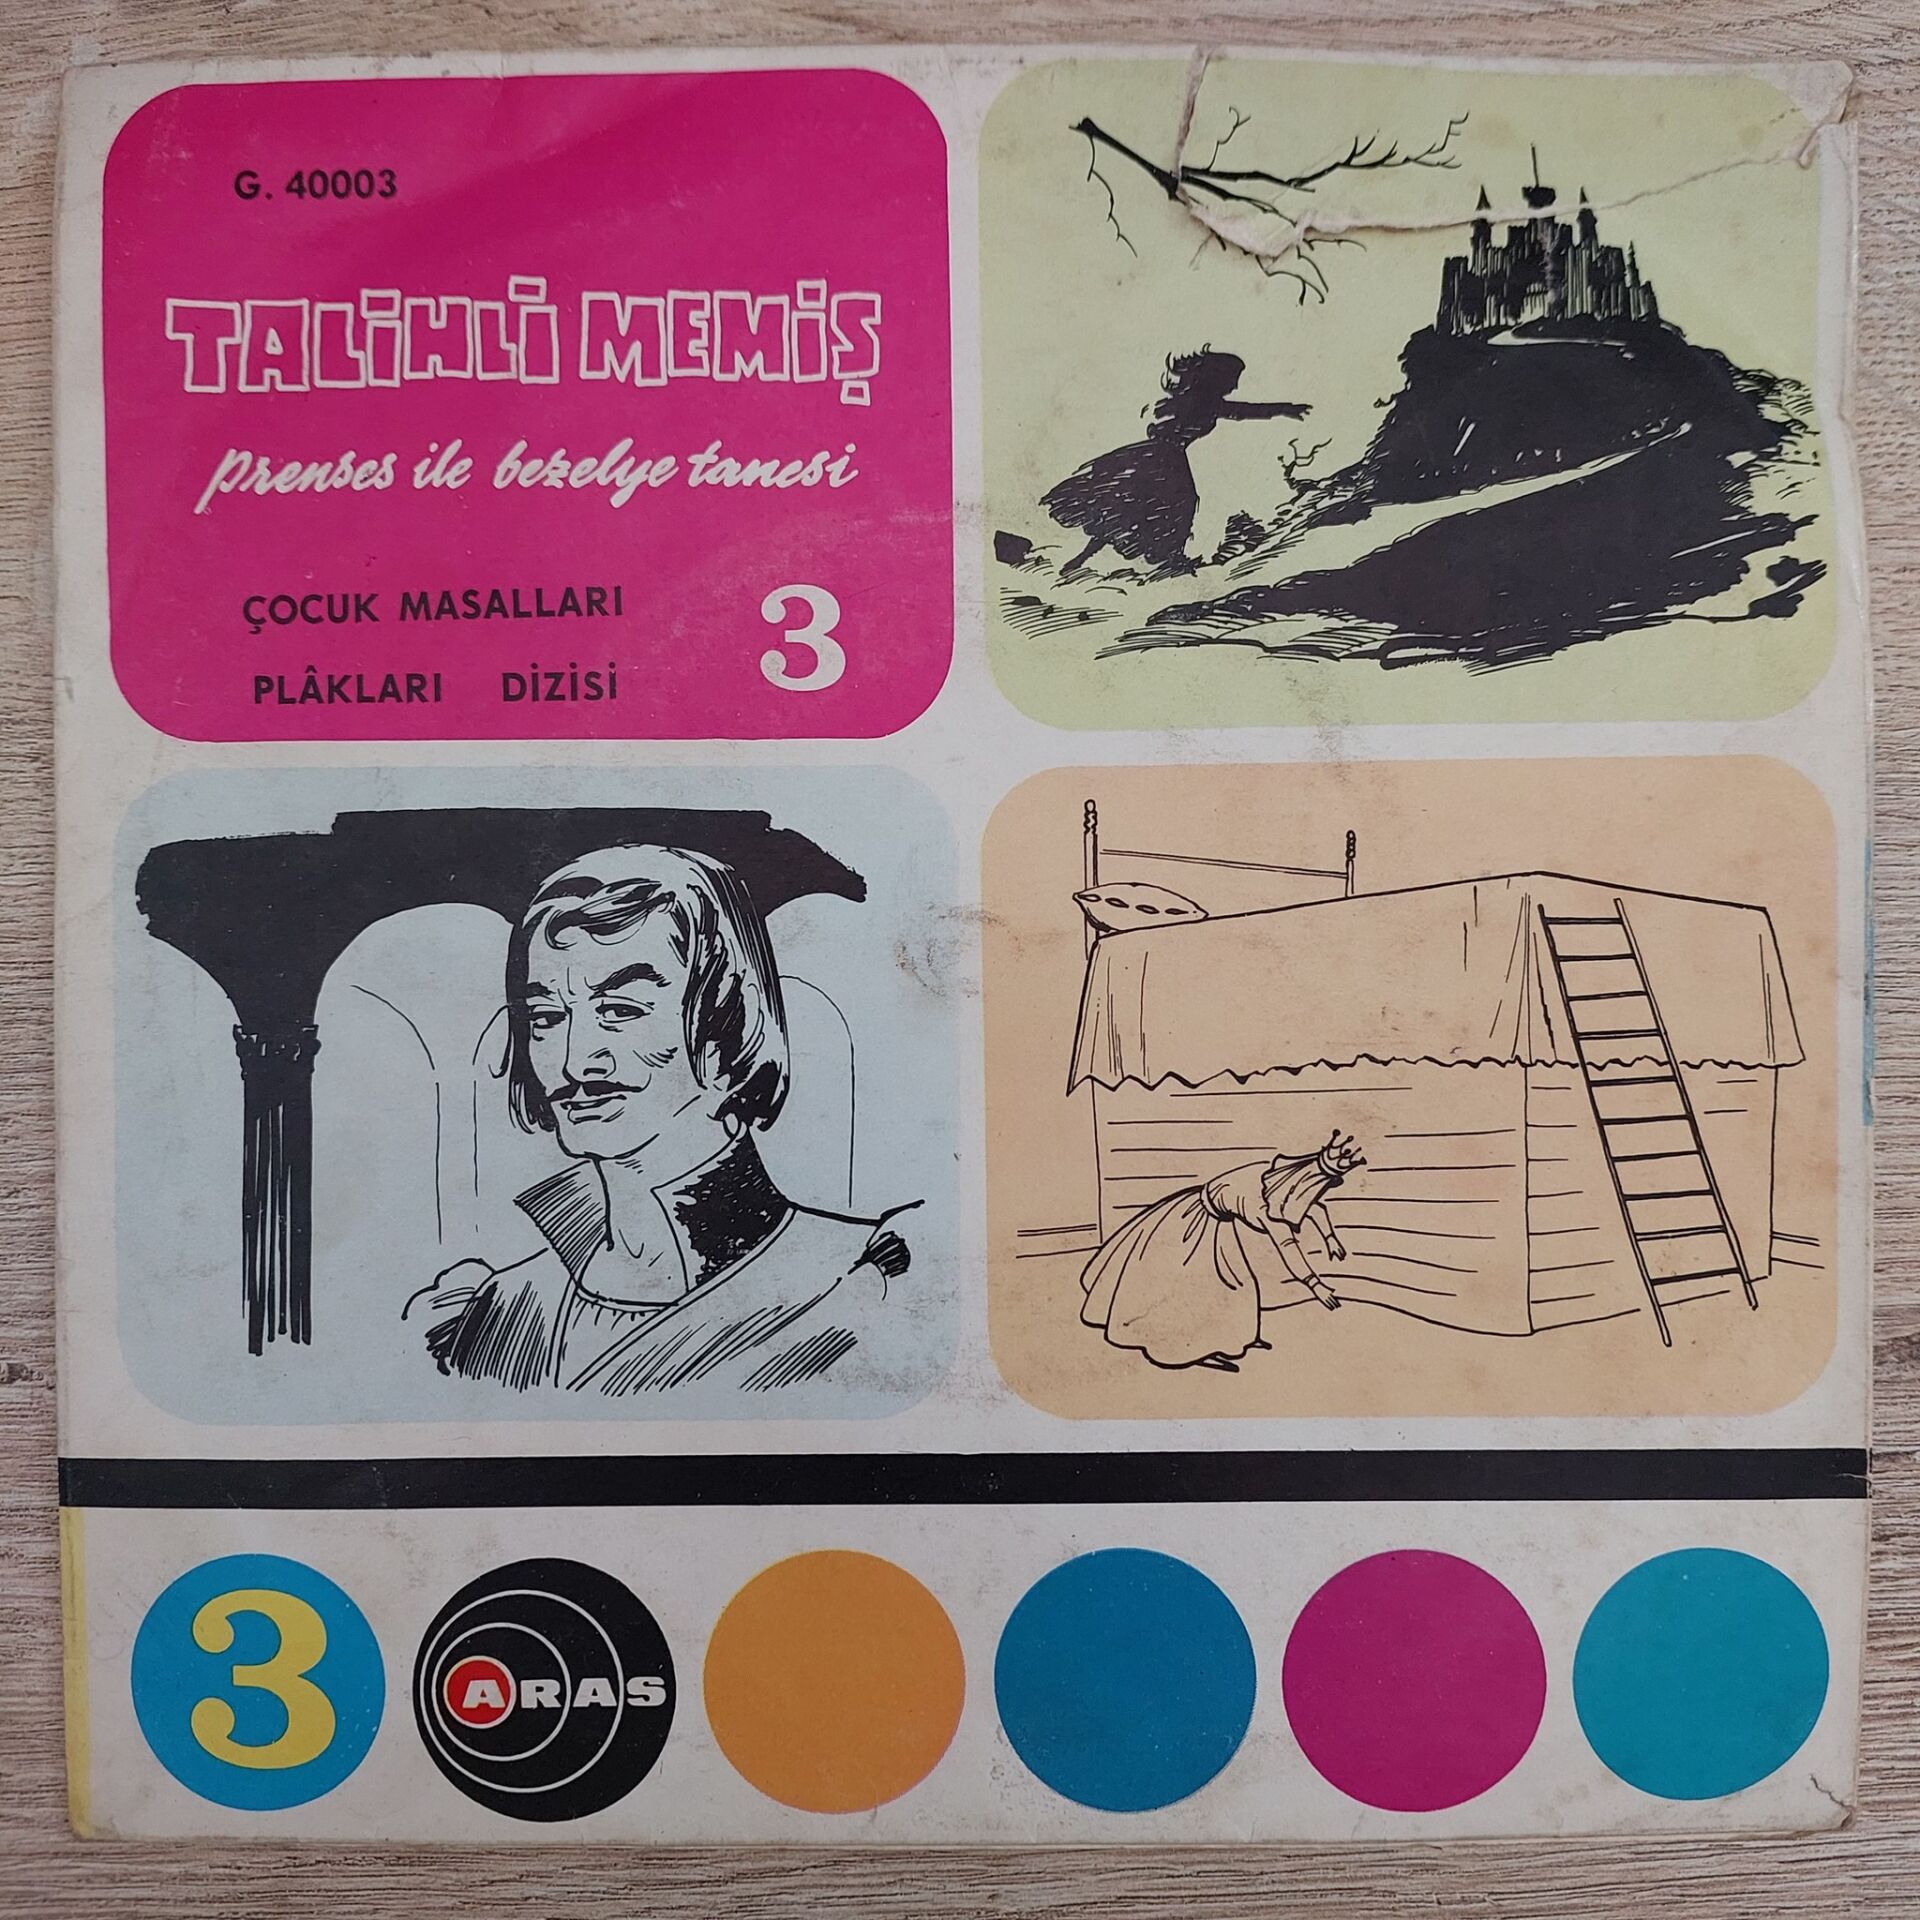 G. 40003
TALİHLİ MEMİŞ
prenses ile bezelye tanesi
ÇOCUK MASALLARI
PLÂKLARI DİZİSİ
3
3
ARAS